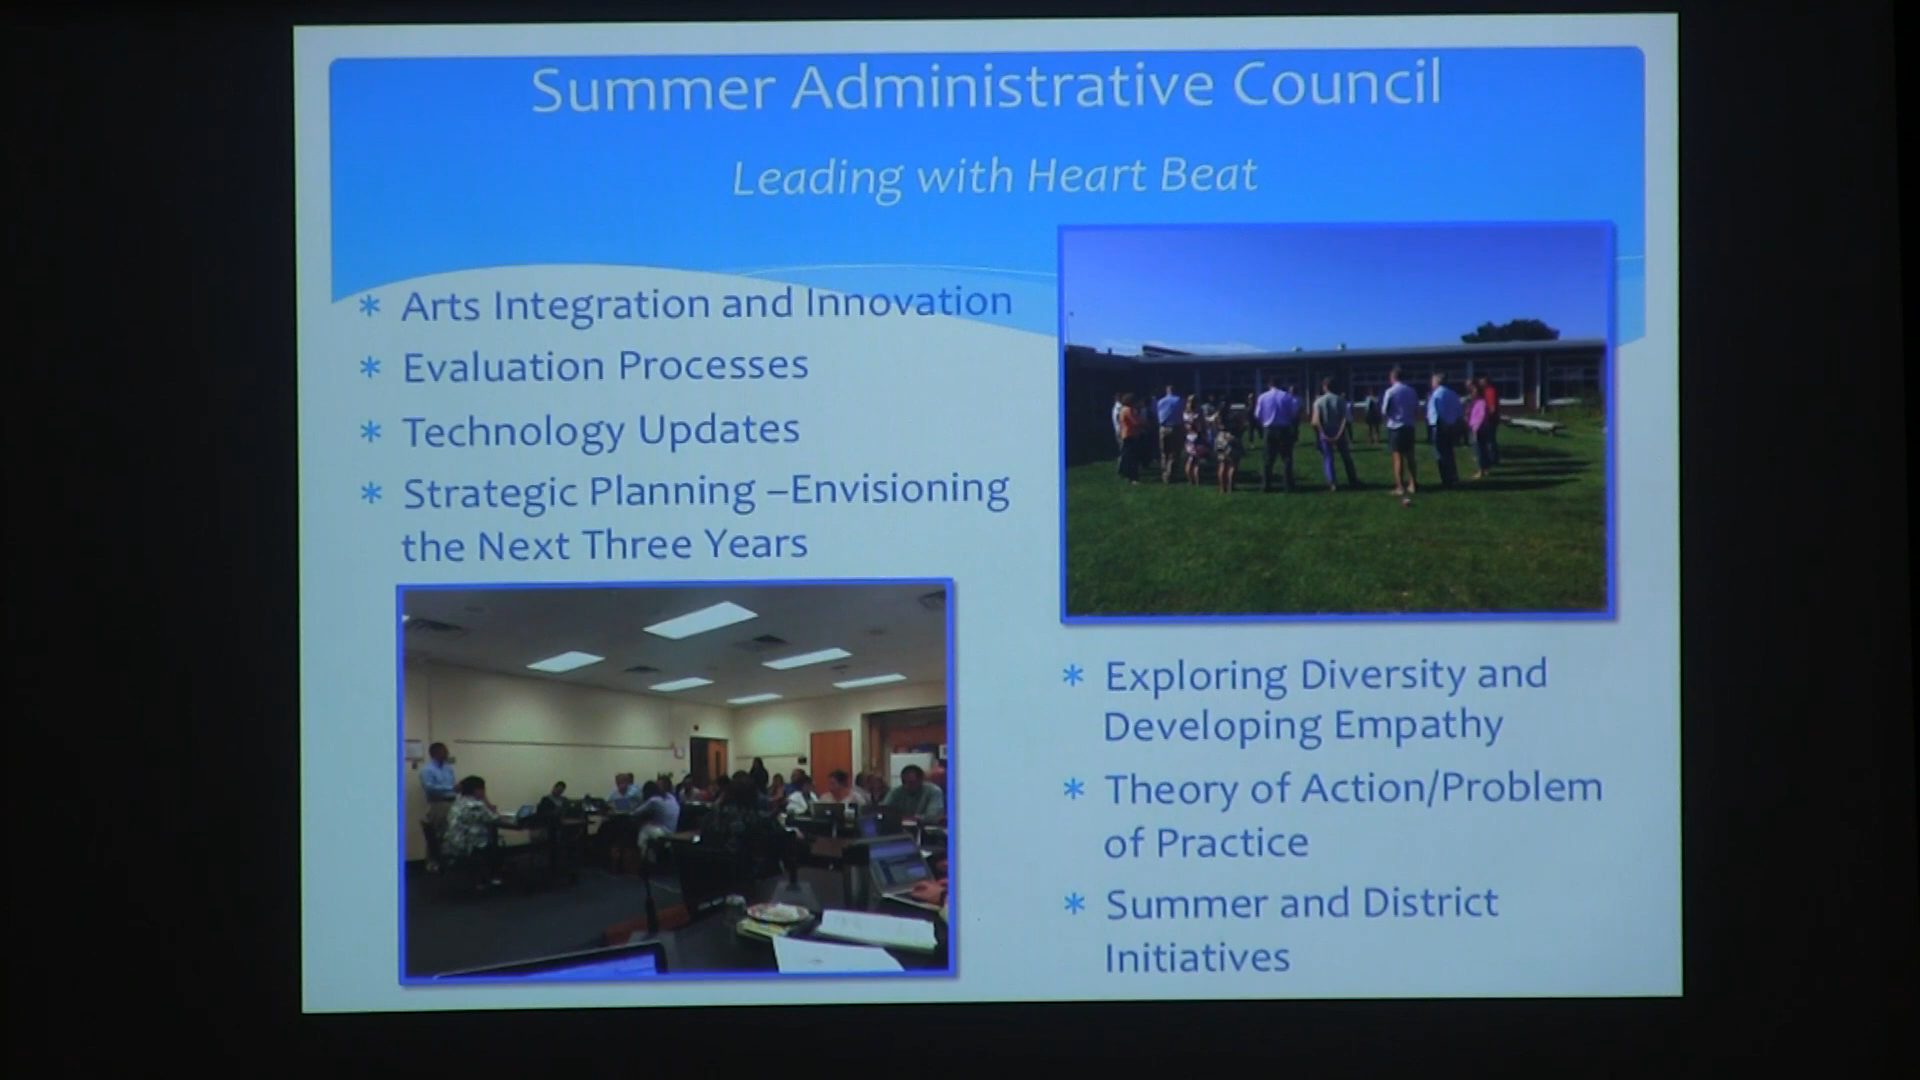 Summer Administrative Council
Leading with Heart Beat
* Arts Integration and Innovation
* Evaluation Processes
* Technology Updates
* Strategic Planning –Envisioning
the Next Three Years
* Exploring Diversity and
Developing Empathy
* Theory of Action/Problem
of Practice
* Summer and District
Initiatives